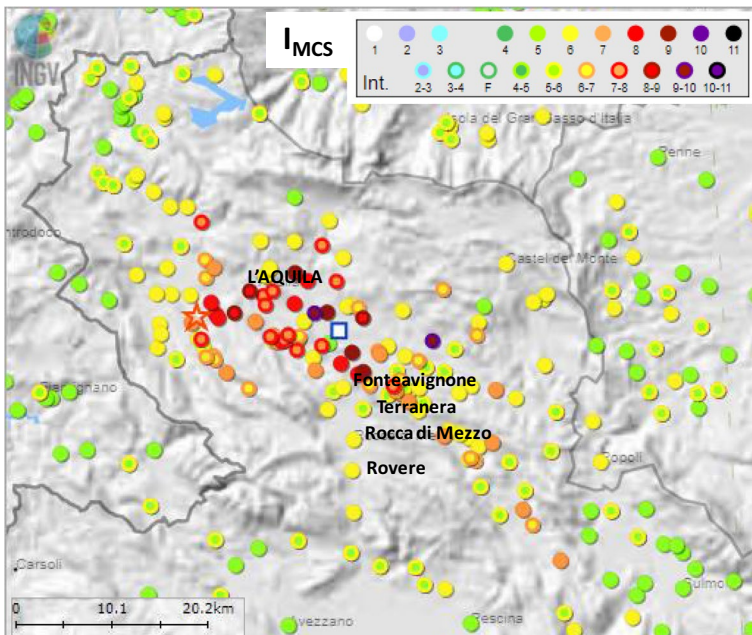 I MCS
1 2 3 4 5 6 7 8 9 10 11
Int.
2-3 3-4 F 4-5 5-6 6-7 7-8 8-9 9-10 10-11
INGV
Isola del Gran Sasso d'Italia
Penne
ntrodoco
L'AQUILA
Castel del Monte
Fonteavignone
Terranera
Rocca di Mezzo
Rovere
Popoli
Carsoli
Sulmo
0 10.1 20.2km
Avezzano
Pescina